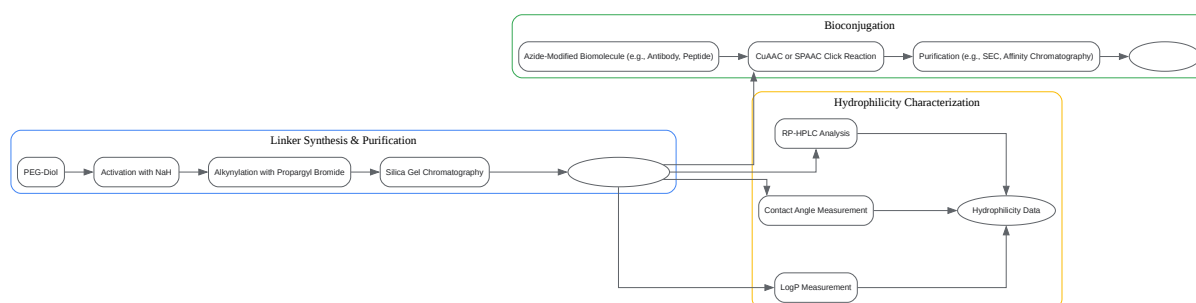 Bioconjugation
Azide-Modified Biomolecule (e.g., Antibody, Peptide)
CuAAC or SPAAC Click Reaction
Purification (e.g., SEC, Affinity Chromatography)
Hydrophilicity Characterization
RP-HPLC Analysis
Contact Angle Measurement
Hydrophilicity Data
LogP Measurement
Linker Synthesis & Purification
PEG-Diol
Activation with NaH
Alkynylation with Propargyl Bromide
Silica Gel Chromatography